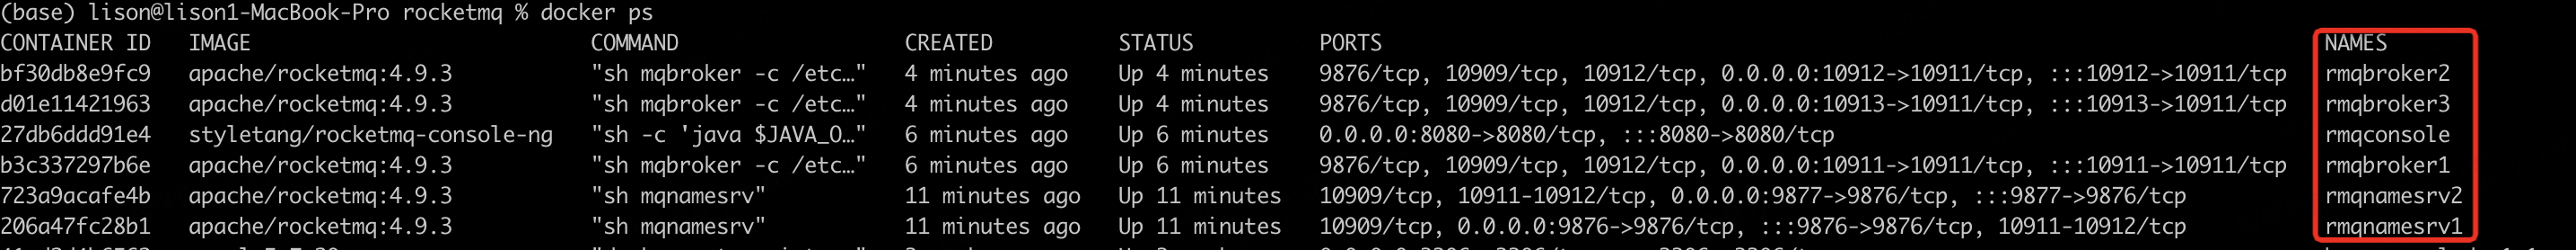 (base) lison@lison1-MacBook-Pro rocketmq % docker ps
CONTAINER ID   IMAGE                          COMMAND                  CREATED          STATUS          PORTS                                                                      NAMES
bf30db8e9fc9   apache/rocketmq:4.9.3          "sh mqbroker -c /etc…"   4 minutes ago    Up 4 minutes    9876/tcp, 10909/tcp, 10912/tcp, 0.0.0.0:10912->10911/tcp, :::10912->10911/tcp   rmqbroker2
d01e11421963   apache/rocketmq:4.9.3          "sh mqbroker -c /etc…"   4 minutes ago    Up 4 minutes    9876/tcp, 10909/tcp, 10912/tcp, 0.0.0.0:10913->10911/tcp, :::10913->10911/tcp   rmqbroker3
27db6ddd91e4   styletang/rocketmq-console-ng   "sh -c 'java $JAVA_O…"   6 minutes ago    Up 6 minutes    0.0.0.0:8080->8080/tcp, :::8080->8080/tcp   rmqconsole
b3c337297b6e   apache/rocketmq:4.9.3          "sh mqbroker -c /etc…"   6 minutes ago    Up 6 minutes    9876/tcp, 10909/tcp, 10912/tcp, 0.0.0.0:10911->10911/tcp, :::10911->10911/tcp   rmqbroker1
723a9acafe4b   apache/rocketmq:4.9.3          "sh mqnamesrv"           11 minutes ago   Up 11 minutes   10909/tcp, 10911-10912/tcp, 0.0.0.0:9877->9876/tcp, :::9877->9876/tcp   rmqnamesrv2
206a47fc28b1   apache/rocketmq:4.9.3          "sh mqnamesrv"           11 minutes ago   Up 11 minutes   10909/tcp, 0.0.0.0:9876->9876/tcp, :::9876->9876/tcp, 10911-10912/tcp   rmqnamesrv1